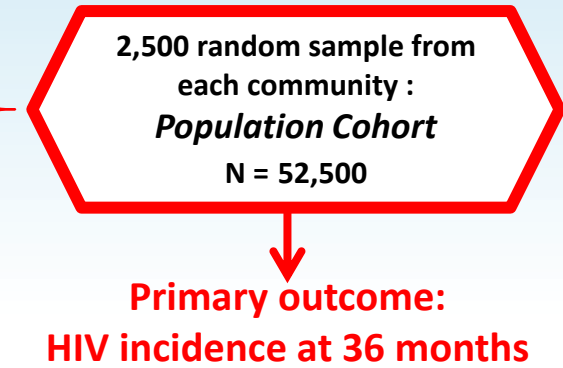 2,500 random sample from
each community :
Population Cohort
N = 52,500
Primary outcome:
HIV incidence at 36 months